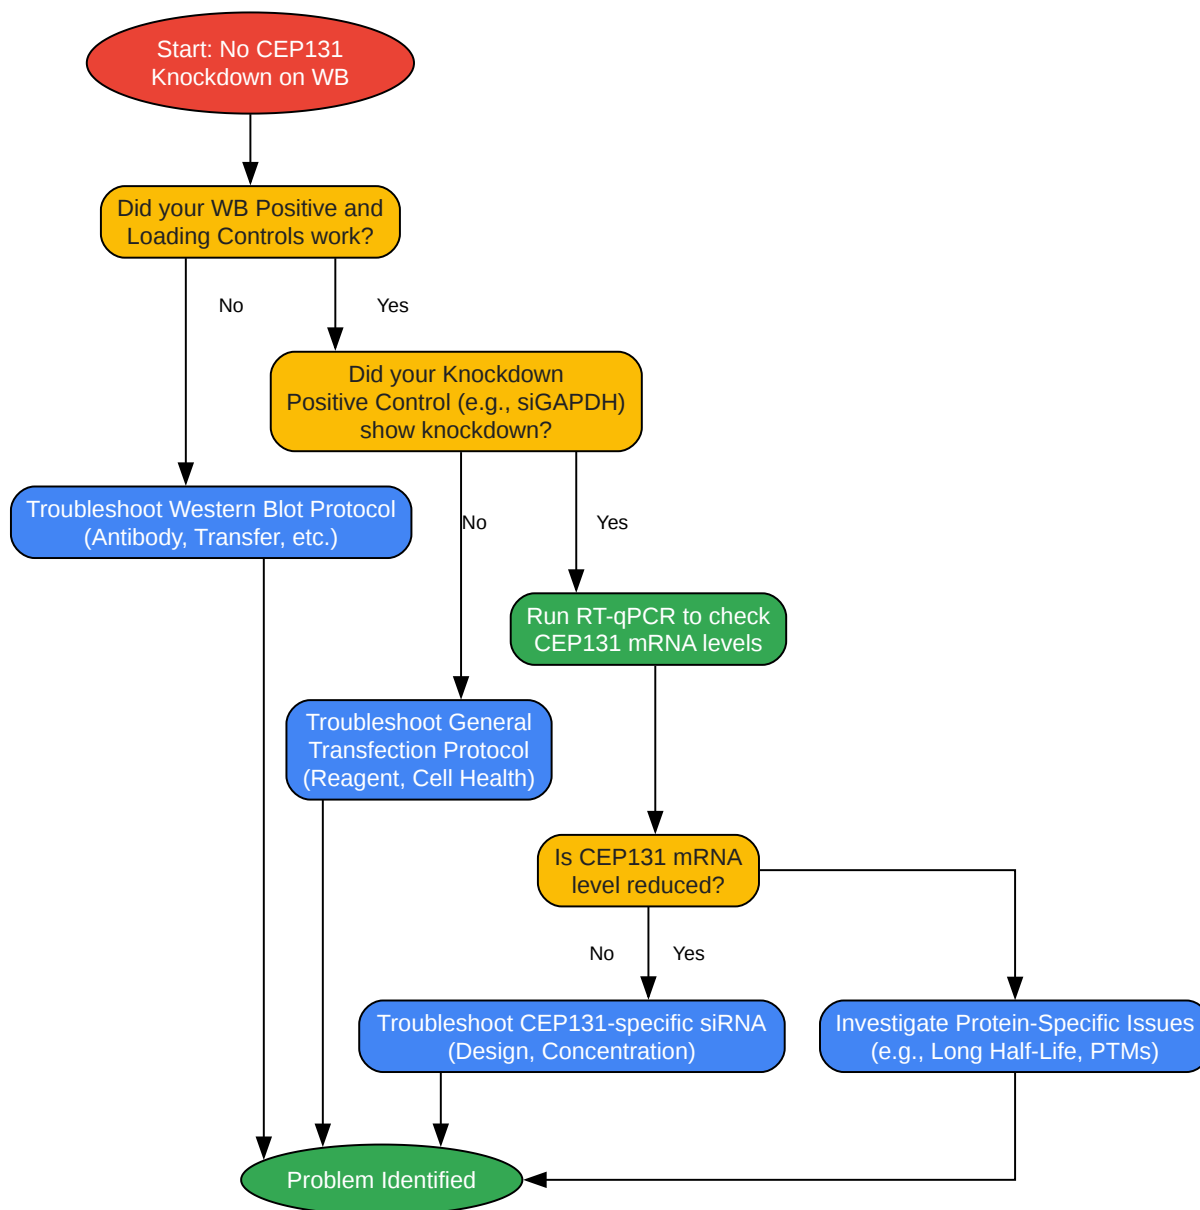 Start: No CEP131
Knockdown on WB
Did your WB Positive and
Loading Controls work?
No
Yes
Did your Knockdown
Positive Control (e.g., siGAPDH)
show knockdown?
Troubleshoot Western Blot Protocol
(Antibody, Transfer, etc.)
No
Yes
Run RT-qPCR to check
CEP131 mRNA levels
Troubleshoot General
Transfection Protocol
(Reagent, Cell Health)
Is CEP131 mRNA
level reduced?
No
Yes
Troubleshoot CEP131-specific siRNA
(Design, Concentration)
Investigate Protein-Specific Issues
(e.g., Long Half-Life, PTMs)
Problem Identified